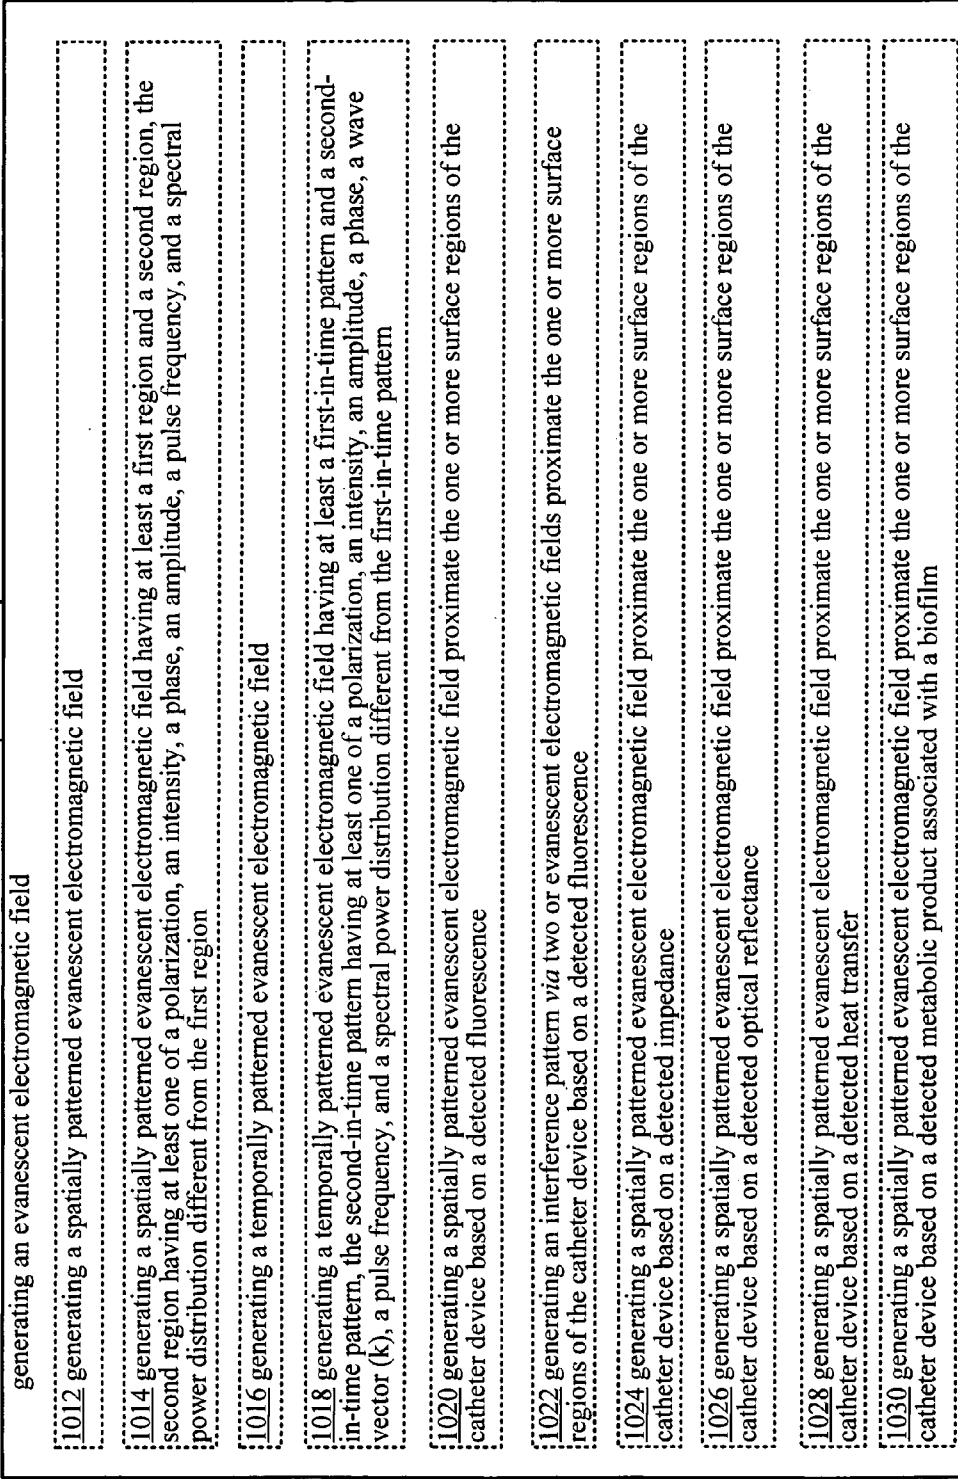 generating an evanescent electromagnetic field
1012 generating a spatially patterned evanescent electromagnetic field
1014 generating a spatially patterned evanescent electromagnetic field having at least a first region and a second region, the
second region having at least one of a polarization, an intensity, a phase, an amplitude, a pulse frequency, and a spectral
power distribution different from the first region
1016 generating a temporally patterned evanescent electromagnetic field
1018 generating a temporally patterned evanescent electromagnetic field having at least a first-in-time pattern and a second-
in-time pattern, the second-in-time pattern having at least one of a polarization, an intensity, an amplitude, a phase, a wave
vector (k), a pulse frequency, and a spectral power distribution different from the first-in-time pattern
1020 generating a spatially patterned evanescent electromagnetic field proximate the one or more surface regions of the
catheter device based on a detected fluorescence
1022 generating an interference pattern via two or evanescent electromagnetic fields proximate the one or more surface
regions of the catheter device based on a detected fluorescence
1024 generating a spatially patterned evanescent electromagnetic field proximate the one or more surface regions of the
catheter device based on a detected impedance
1026 generating a spatially patterned evanescent electromagnetic field proximate the one or more surface regions of the
catheter device based on a detected optical reflectance
1028 generating a spatially patterned evanescent electromagnetic field proximate the one or more surface regions of the
catheter device based on a detected heat transfer
1030 generating a spatially patterned evanescent electromagnetic field proximate the one or more surface regions of the
catheter device based on a detected metabolic product associated with a biofilm